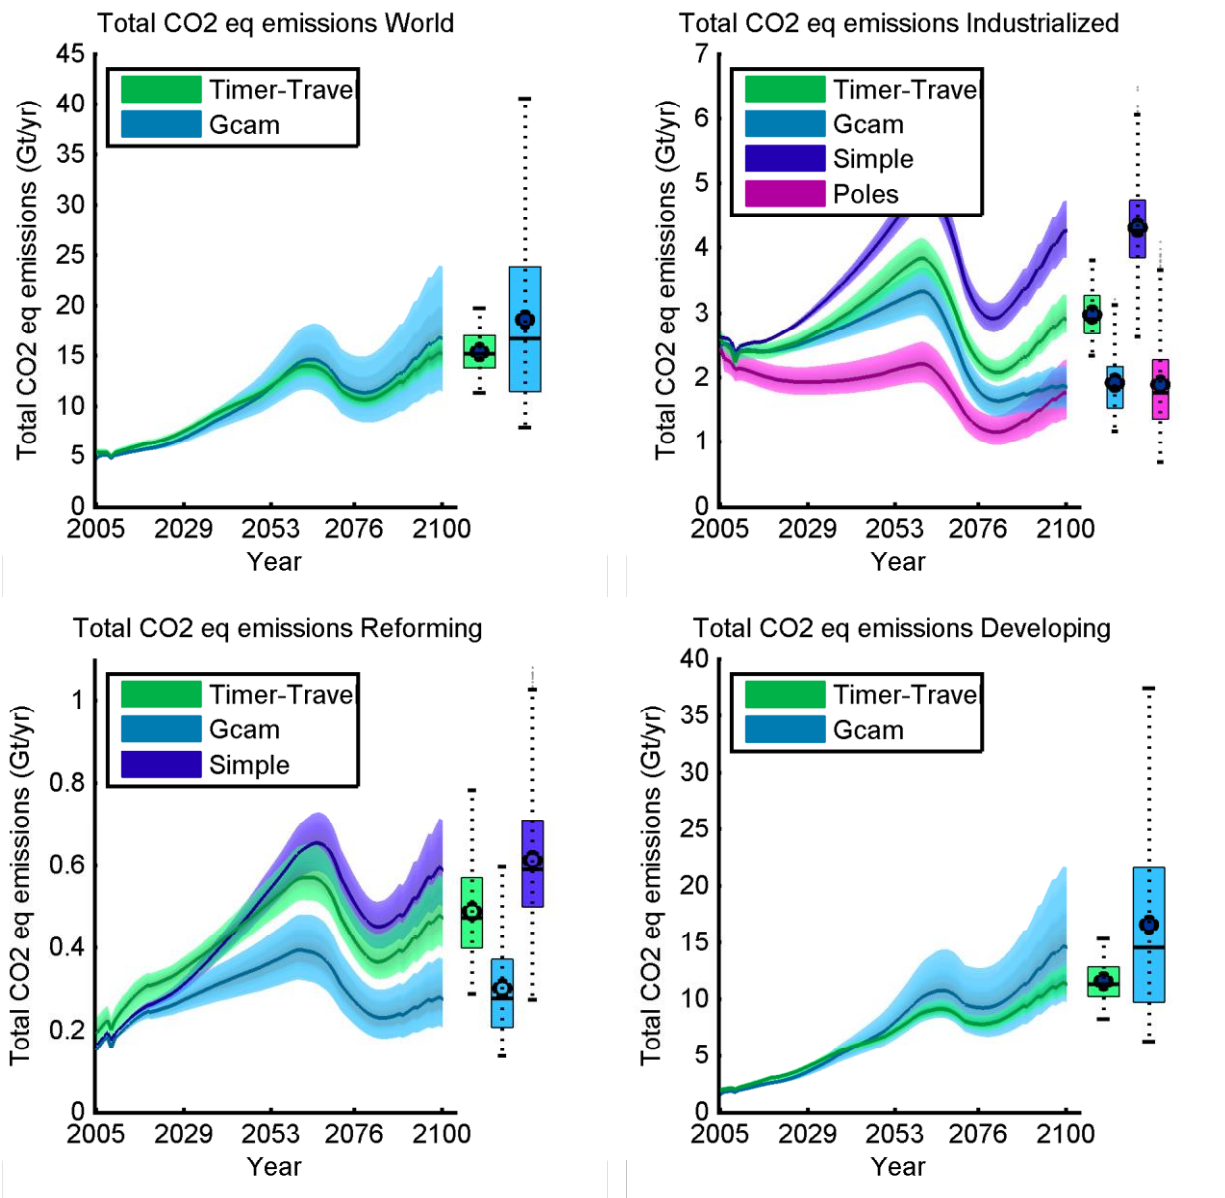 Total CO2 eq emissions World
Total CO2 eq emissions (Gt/yr)
45
40
35
30
25
20
15
10
5
0
Timer-Travel
Gcam
2005 2029 2053 2076 2100
Year
Total CO2 eq emissions Industrialized
Total CO2 eq emissions (Gt/yr)
7
6
5
4
3
2
1
0
Timer-Travel
Gcam
Simple
Poles
2005 2029 2053 2076 2100
Year
Total CO2 eq emissions Reforming
Total CO2 eq emissions (Gt/yr)
1
0.8
0.6
0.4
0.2
0
Timer-Travel
Gcam
Simple
2005 2029 2053 2076 2100
Year
Total CO2 eq emissions Developing
Total CO2 eq emissions (Gt/yr)
40
35
30
25
20
15
10
5
0
Timer-Travel
Gcam
2005 2029 2053 2076 2100
Year